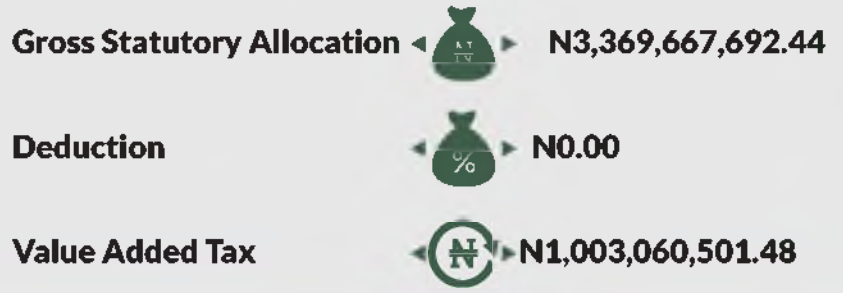 Gross Statutory Allocation N3,369,667,692.44
Deduction % N0.00
Value Added Tax ₦ N1,003,060,501.48